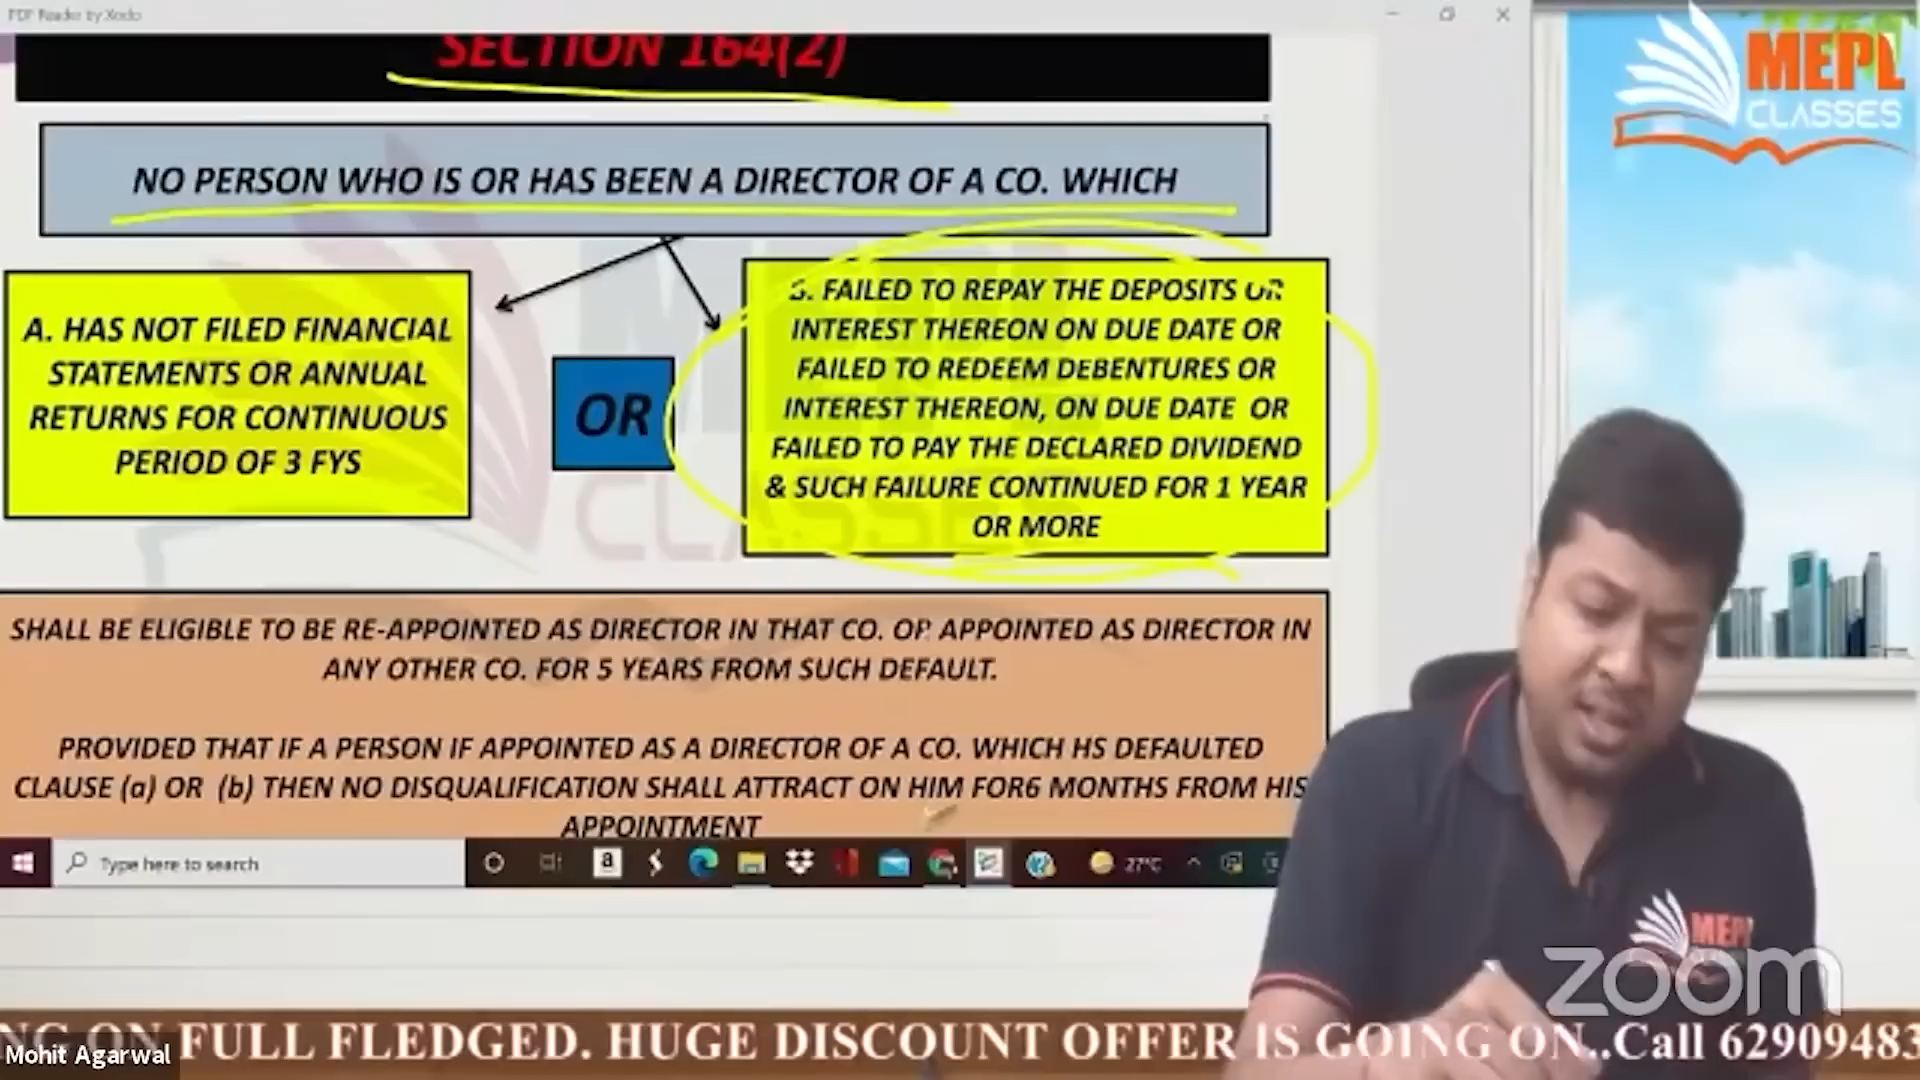 PDF Reader by Xodo
SECTION 164(2)
MEPL
CLASSES
NO PERSON WHO IS OR HAS BEEN A DIRECTOR OF A CO. WHICH
A. HAS NOT FILED FINANCIAL
STATEMENTS OR ANNUAL
RETURNS FOR CONTINUOUS
PERIOD OF 3 FYS
OR
B. FAILED TO REPAY THE DEPOSITS OR
INTEREST THEREON ON DUE DATE OR
FAILED TO REDEEM DEBENTURES OR
INTEREST THEREON, ON DUE DATE OR
FAILED TO PAY THE DECLARED DIVIDEND
& SUCH FAILURE CONTINUED FOR 1 YEAR
OR MORE
CLASSES
SHALL BE ELIGIBLE TO BE RE-APPOINTED AS DIRECTOR IN THAT CO. OR APPOINTED AS DIRECTOR IN
ANY OTHER CO. FOR 5 YEARS FROM SUCH DEFAULT.
PROVIDED THAT IF A PERSON IF APPOINTED AS A DIRECTOR OF A CO. WHICH HS DEFAULTED
CLAUSE (a) OR (b) THEN NO DISQUALIFICATION SHALL ATTRACT ON HIM FOR6 MONTHS FROM HIS
APPOINTMENT
Type here to search
a
27°C
MEPL
zoom
NG ON FULL FLEDGED. HUGE DISCOUNT OFFER IS GOING ON..Call 62909483
Mohit Agarwal